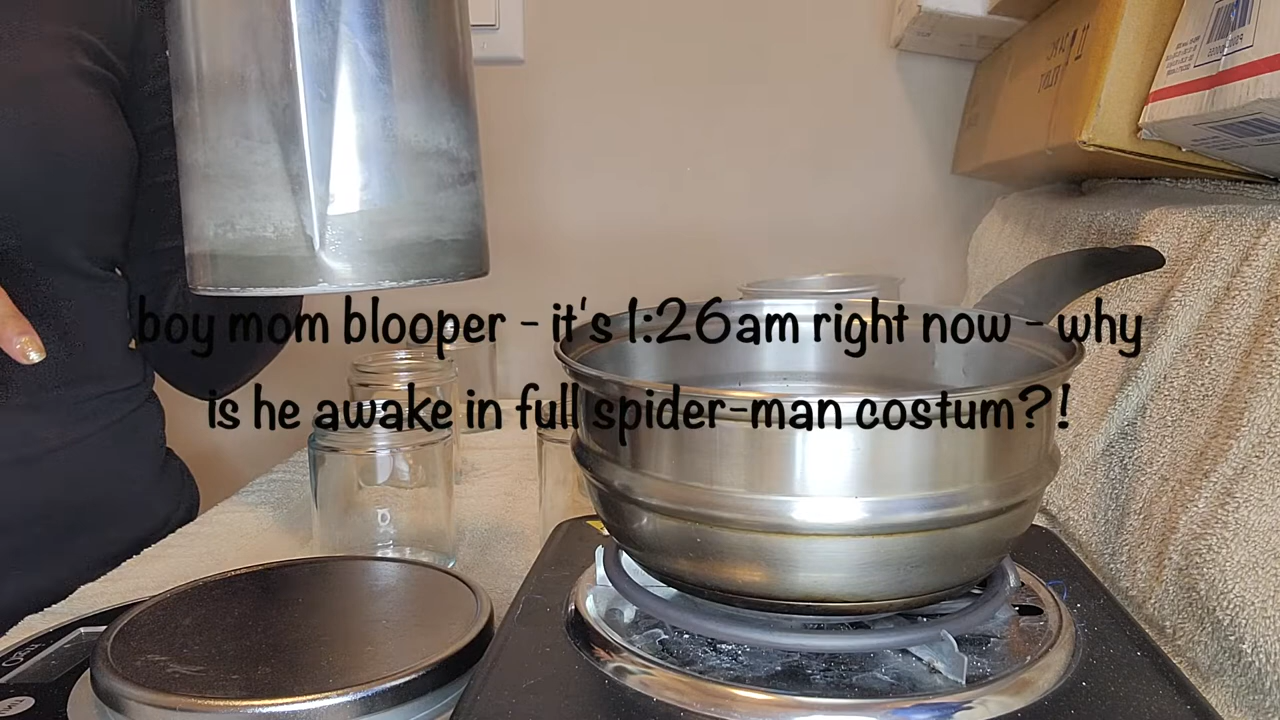 boy mom blooper - it's 1:26am right now - why
is he awake in full spider-man costum?!